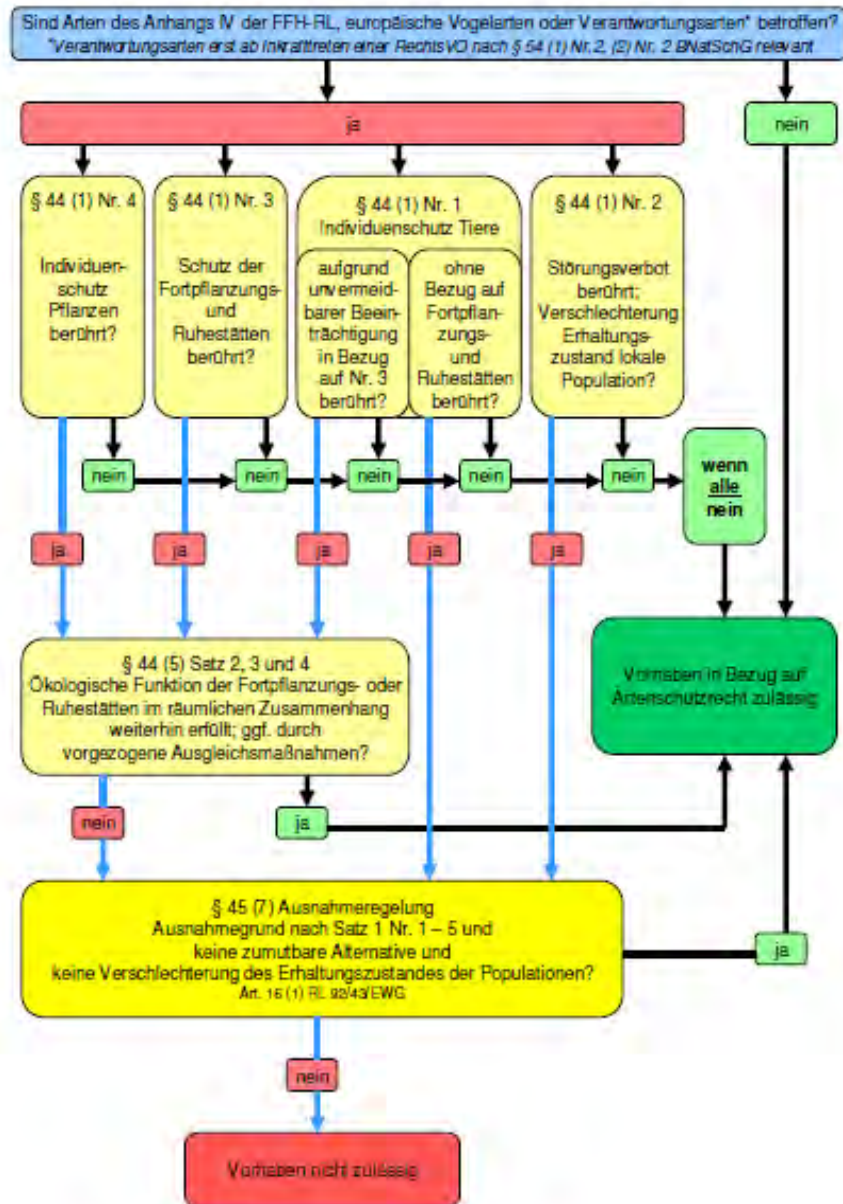 Sind Arten des Anhangs IV der FFH-RL, europäische Vogelarten oder Verantwortungsarten* betroffen?
*Verantwortungsarten erst ab Inkrafttreten einer RechtsVO nach § 54 (1) Nr. 2, (2) Nr. 2 BNatSchG relevant
ja
nein
§ 44 (1) Nr. 4
Individuen-
schutz
Pflanzen
berührt?
§ 44 (1) Nr. 3
Schutz der
Fortpflanzungs-
und
Ruhestätten
berührt?
§ 44 (1) Nr. 1
Individuenschutz Tiere
aufgrund
unvermeid-
barer Beein-
trächtigung
in Bezug
auf Nr. 3
berührt?
ohne
Bezug auf
Fortpflan-
zungs-
und
Ruhestätten
berührt?
§ 44 (1) Nr. 2
Störungsverbot
berührt;
Verschlechterung
Erhaltungs-
zustand lokale
Population?
nein
nein
nein
nein
nein
wenn
alle
nein
ja
ja
ja
ja
ja
§ 44 (5) Satz 2, 3 und 4
Ökologische Funktion der Fortpflanzungs- oder
Ruhestätten im räumlichen Zusammenhang
weiterhin erfüllt; ggf. durch
vorgezogene Ausgleichsmaßnahmen?
Vorhaben in Bezug auf
Artenschutzrecht zulässig
nein
ja
§ 45 (7) Ausnahmeregelung
Ausnahmegrund nach Satz 1 Nr. 1 – 5 und
keine zumutbare Alternative und
keine Verschlechterung des Erhaltungszustandes der Populationen?
Art. 16 (1) RL 92/43/EWG
ja
nein
Vorhaben nicht zulässig